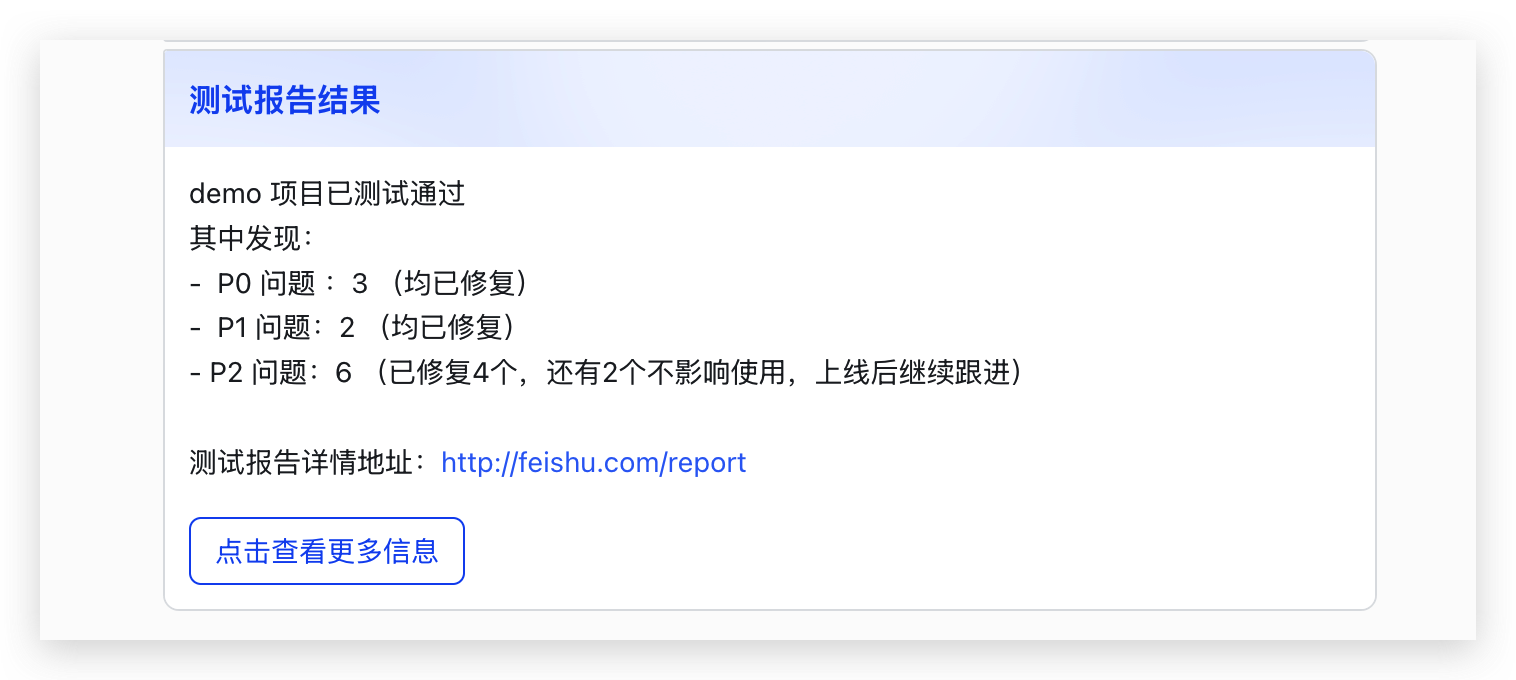 测试报告结果
demo 项目已测试通过
其中发现：
-  P0 问题 ：3 （均已修复）
-  P1 问题：2 （均已修复）
- P2 问题：6 （已修复4个，还有2个不影响使用，上线后继续跟进）
测试报告详情地址：http://feishu.com/report
点击查看更多信息